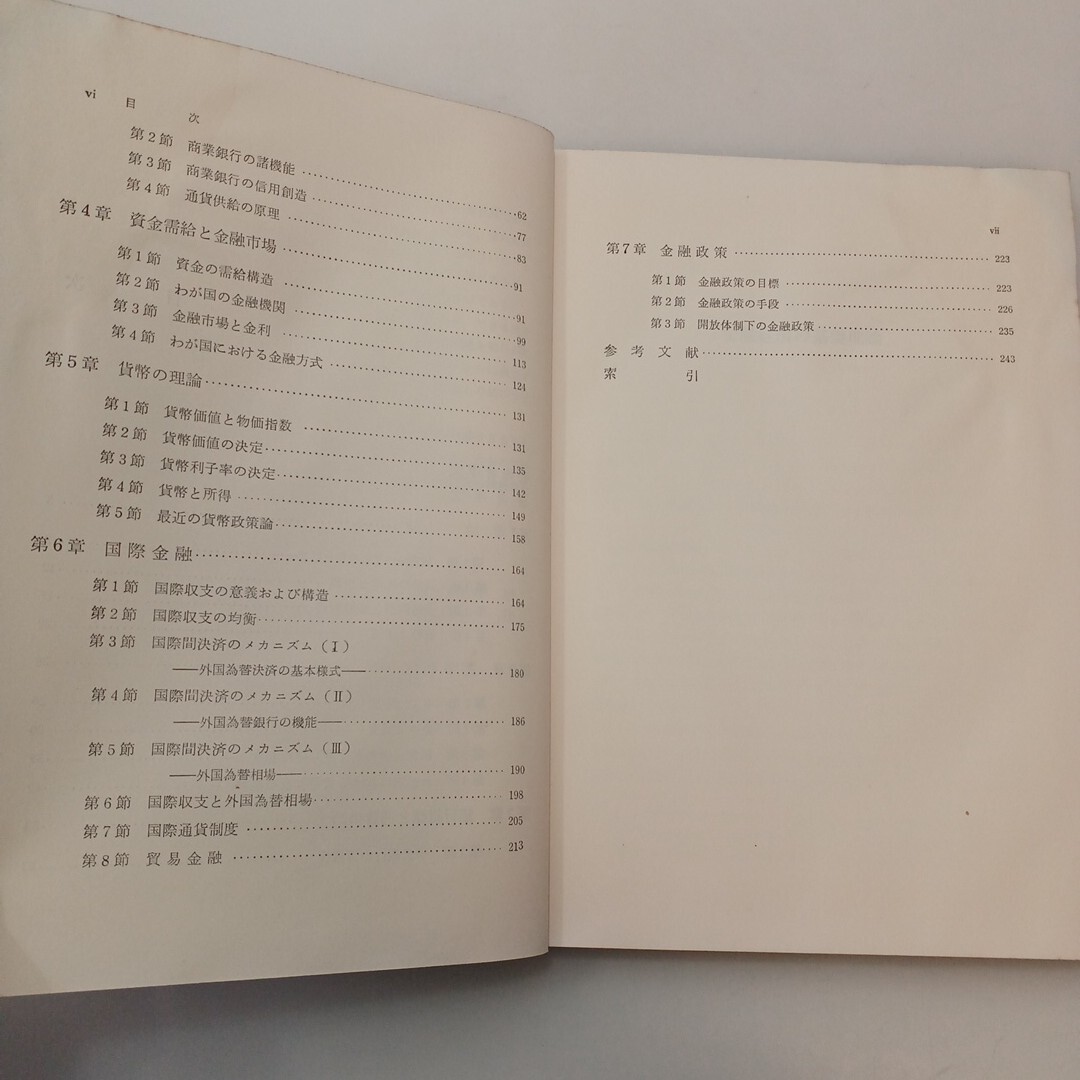 vi 目次
第2節 商業銀行の諸機能……62
第3節 商業銀行の信用創造……77
第4節 通貨供給の原理……83
第4章 資金需給と金融市場……91
第1節 資金の需給構造……91
第2節 わが国の金融機関……99
第3節 金融市場と金利……113
第4節 わが国における金融方式……124
第5章 貨幣の理論……131
第1節 貨幣価値と物価指数……131
第2節 貨幣価値の決定……135
第3節 貨幣利子率の決定……142
第4節 貨幣と所得……149
第5節 最近の貨幣政策論……158
第6章 国際金融……164
第1節 国際収支の意義および構造……164
第2節 国際収支の均衡……175
第3節 国際間決済のメカニズム(Ⅰ)
——外国為替決済の基本様式——……180
第4節 国際間決済のメカニズム(Ⅱ)
——外国為替銀行の機能——……186
第5節 国際間決済のメカニズム(Ⅲ)
——外国為替相場——……190
第6節 国際収支と外国為替相場……198
第7節 国際通貨制度……205
第8節 貿易金融……213
vii
第7章 金融政策……223
第1節 金融政策の目標……223
第2節 金融政策の手段……226
第3節 開放体制下の金融政策……235
参考文献……243
索引